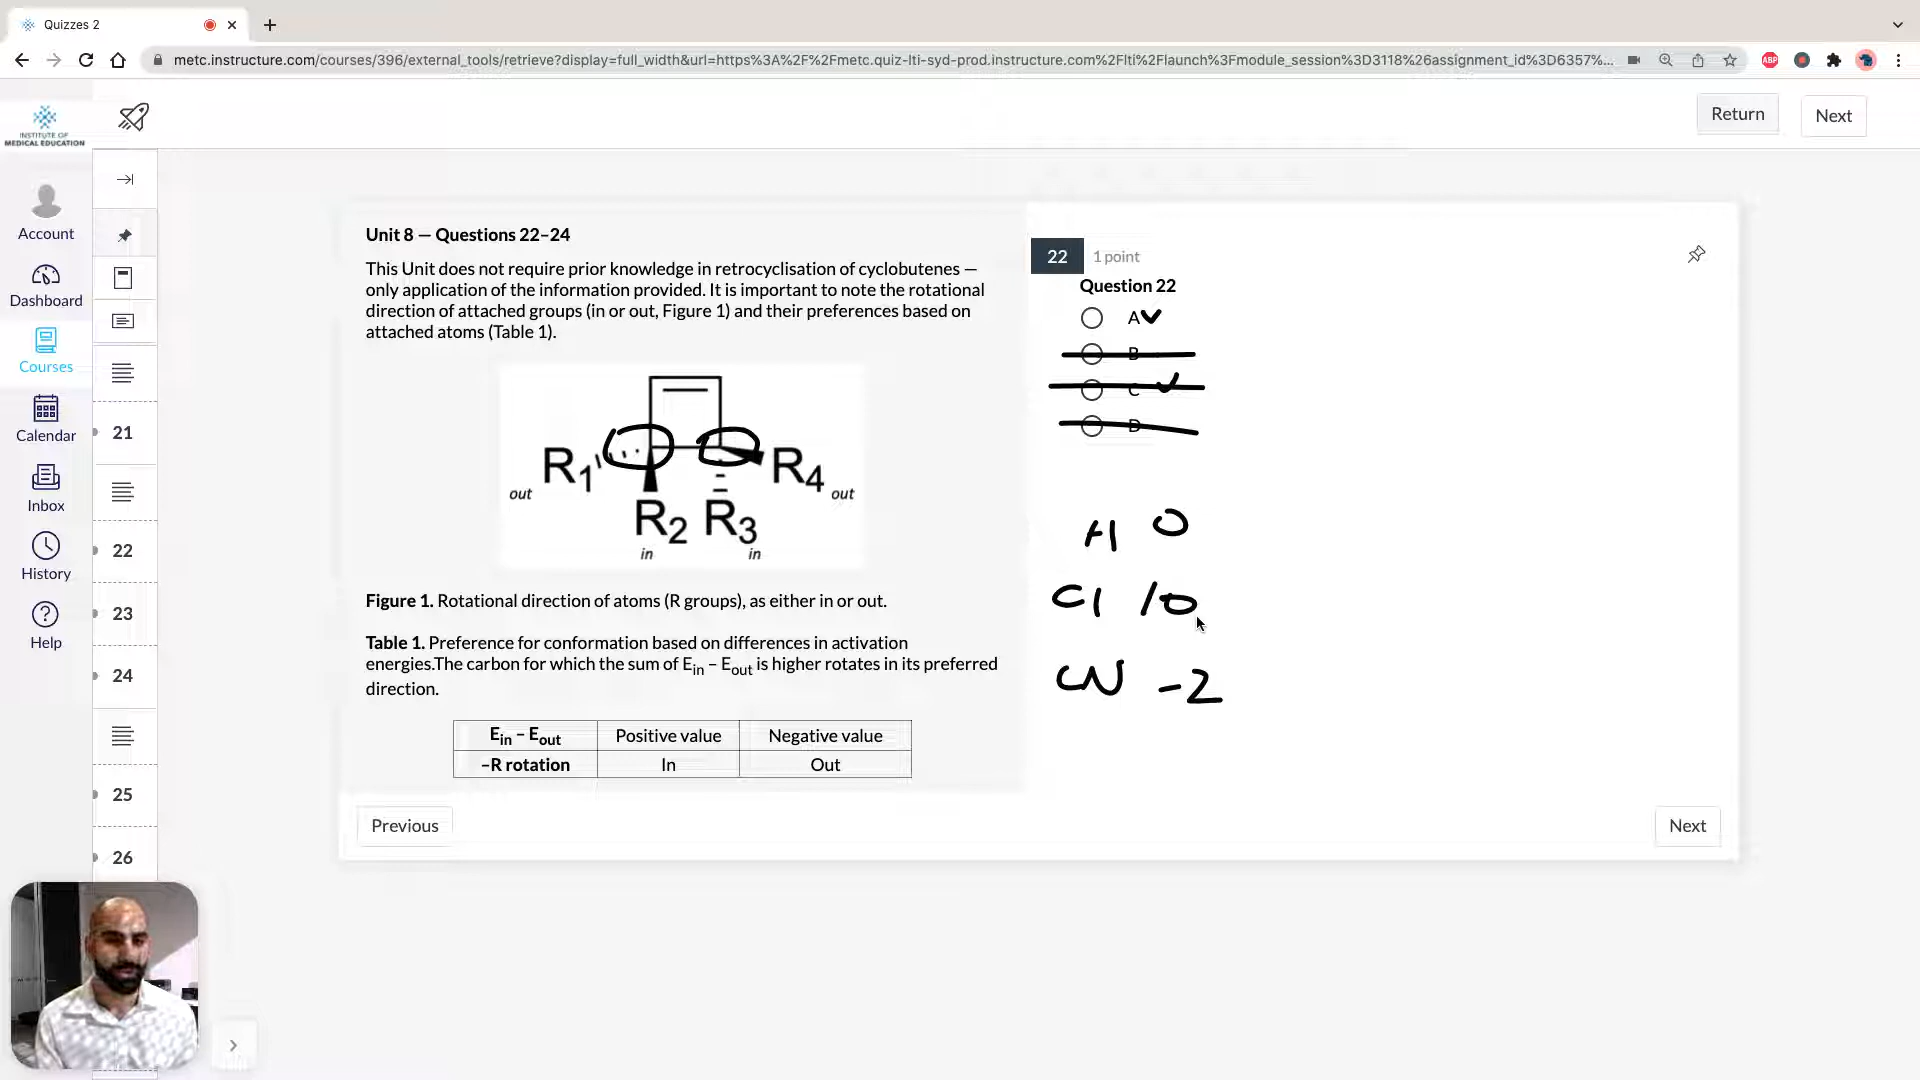 Quizzes 2
metc.instructure.com/courses/396/external_tools/retrieve?display=full_width&url=https%3A%2F%2Fmetc.quiz-lti-syd-prod.instructure.com%2Flti%2Flaunch%3Fmodule_session%3D3118%26assignment_id%3D6357%...
ABP
INSTITUTE OF
MEDICAL EDUCATION
Return
Next
Account
Dashboard
Courses
Calendar
Inbox
History
Help
21
22
23
24
25
26
Unit 8 — Questions 22–24
This Unit does not require prior knowledge in retrocyclisation of cyclobutenes —
only application of the information provided. It is important to note the rotational
direction of attached groups (in or out, Figure 1) and their preferences based on
attached atoms (Table 1).
R1
out
R2
in
R3
in
R4
out
Figure 1. Rotational direction of atoms (R groups), as either in or out.
Table 1. Preference for conformation based on differences in activation
energies.The carbon for which the sum of Ein – Eout is higher rotates in its preferred
direction.
Ein – Eout Positive value Negative value
–R rotation In Out
22 1 point
Question 22
A
B
C
D
H 0
Cl 10
CN -2
Previous
Next